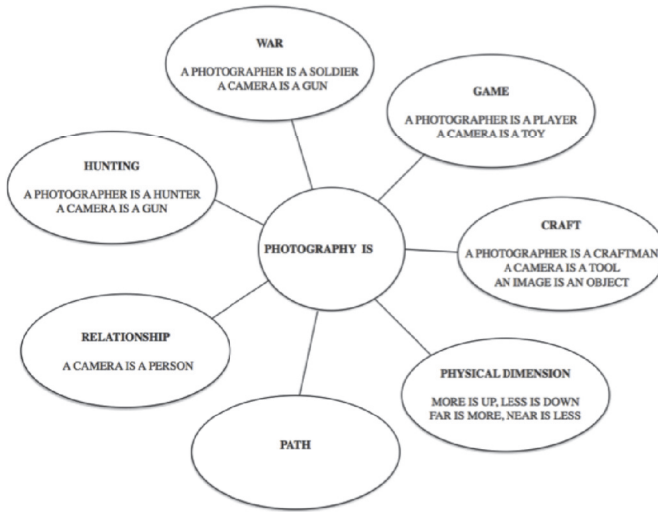 WAR
A PHOTOGRAPHER IS A SOLDIER
A CAMERA IS A GUN
GAME
A PHOTOGRAPHER IS A PLAYER
A CAMERA IS A TOY
HUNTING
A PHOTOGRAPHER IS A HUNTER
A CAMERA IS A GUN
PHOTOGRAPHY IS
CRAFT
A PHOTOGRAPHER IS A CRAFTMAN
A CAMERA IS A TOOL
AN IMAGE IS AN OBJECT
RELATIONSHIP
A CAMERA IS A PERSON
PHYSICAL DIMENSION
MORE IS UP, LESS IS DOWN
FAR IS MORE, NEAR IS LESS
PATH